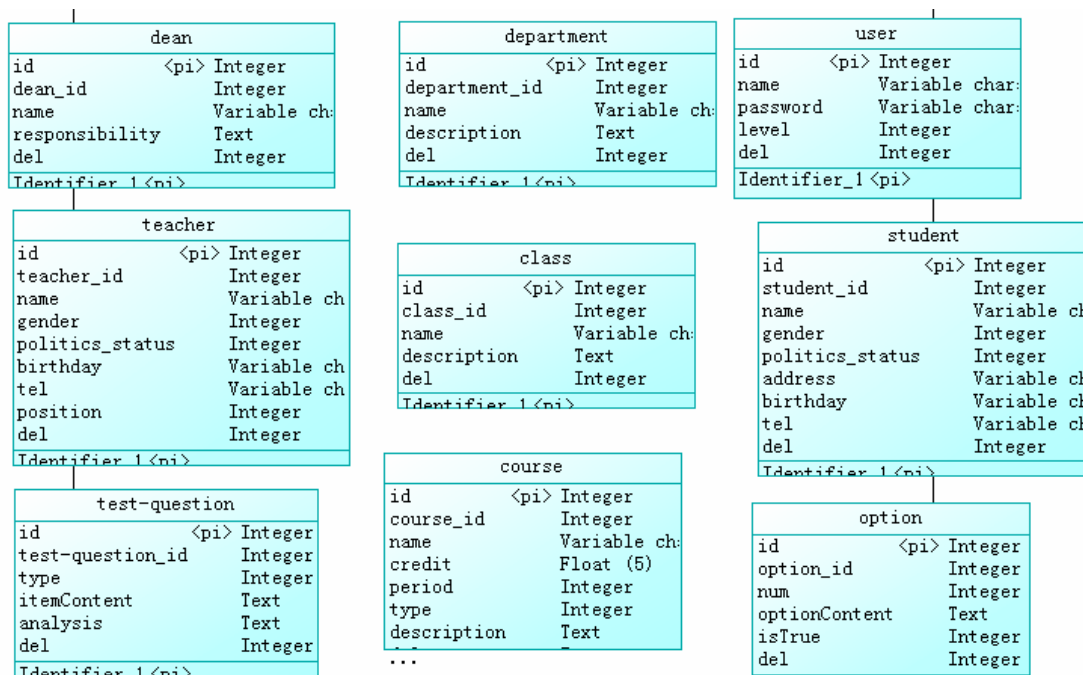 dean
id <pi> Integer
dean_id Integer
name Variable ch
responsibility Text
del Integer
Identifier_1 <pi>
department
id <pi> Integer
department_id Integer
name Variable ch
description Text
del Integer
Identifier_1 <pi>
user
id <pi> Integer
name Variable char
password Variable char
level Integer
del Integer
Identifier_1 <pi>
teacher
id <pi> Integer
teacher_id Integer
name Variable ch
gender Integer
politics_status Integer
birthday Variable ch
tel Variable ch
position Integer
del Integer
Identifier_1 <pi>
class
id <pi> Integer
class_id Integer
name Variable ch
description Text
del Integer
Identifier_1 <pi>
student
id <pi> Integer
student_id Integer
name Variable ch
gender Integer
politics_status Integer
address Variable ch
birthday Variable ch
tel Variable ch
del Integer
Identifier_1 <pi>
test-question
id <pi> Integer
test-question_id Integer
type Integer
itemContent Text
analysis Text
del Integer
Identifier_1 <pi>
course
id <pi> Integer
course_id Integer
name Variable ch
credit Float (5)
period Integer
type Integer
description Text
...
option
id <pi> Integer
option_id Integer
num Integer
optionContent Text
isTrue Integer
del Integer